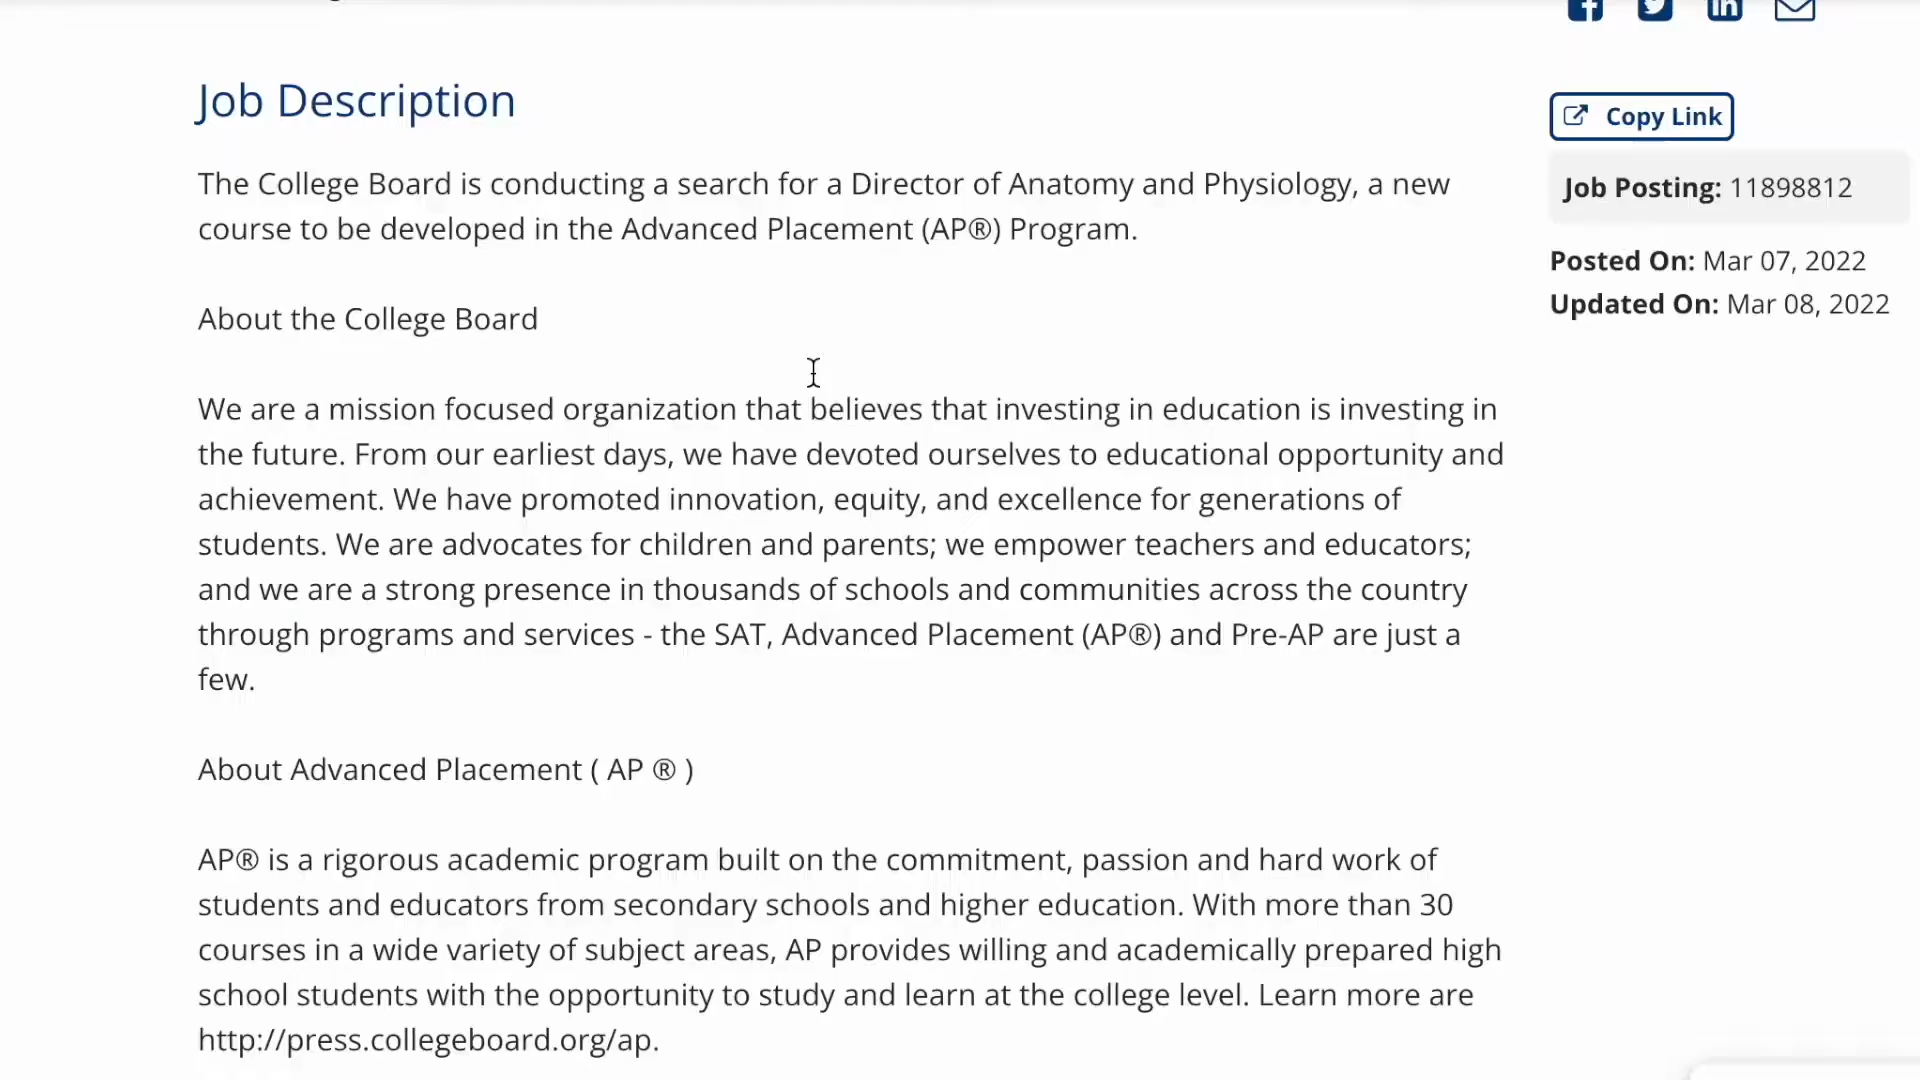 Job Description
The College Board is conducting a search for a Director of Anatomy and Physiology, a new
course to be developed in the Advanced Placement (AP®) Program.
About the College Board
We are a mission focused organization that believes that investing in education is investing in
the future. From our earliest days, we have devoted ourselves to educational opportunity and
achievement. We have promoted innovation, equity, and excellence for generations of
students. We are advocates for children and parents; we empower teachers and educators;
and we are a strong presence in thousands of schools and communities across the country
through programs and services - the SAT, Advanced Placement (AP®) and Pre-AP are just a
few.
About Advanced Placement ( AP ® )
AP® is a rigorous academic program built on the commitment, passion and hard work of
students and educators from secondary schools and higher education. With more than 30
courses in a wide variety of subject areas, AP provides willing and academically prepared high
school students with the opportunity to study and learn at the college level. Learn more are
http://press.collegeboard.org/ap.
Copy Link
Job Posting: 11898812
Posted On: Mar 07, 2022
Updated On: Mar 08, 2022